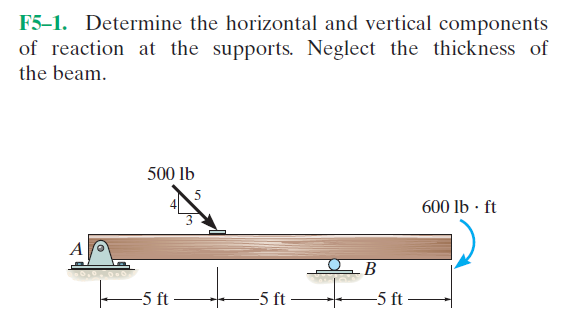 F5–1. Determine the horizontal and vertical components
of reaction at the supports. Neglect the thickness of
the beam.
500 lb
5
4
3
600 lb · ft
A
B
5 ft
5 ft
5 ft